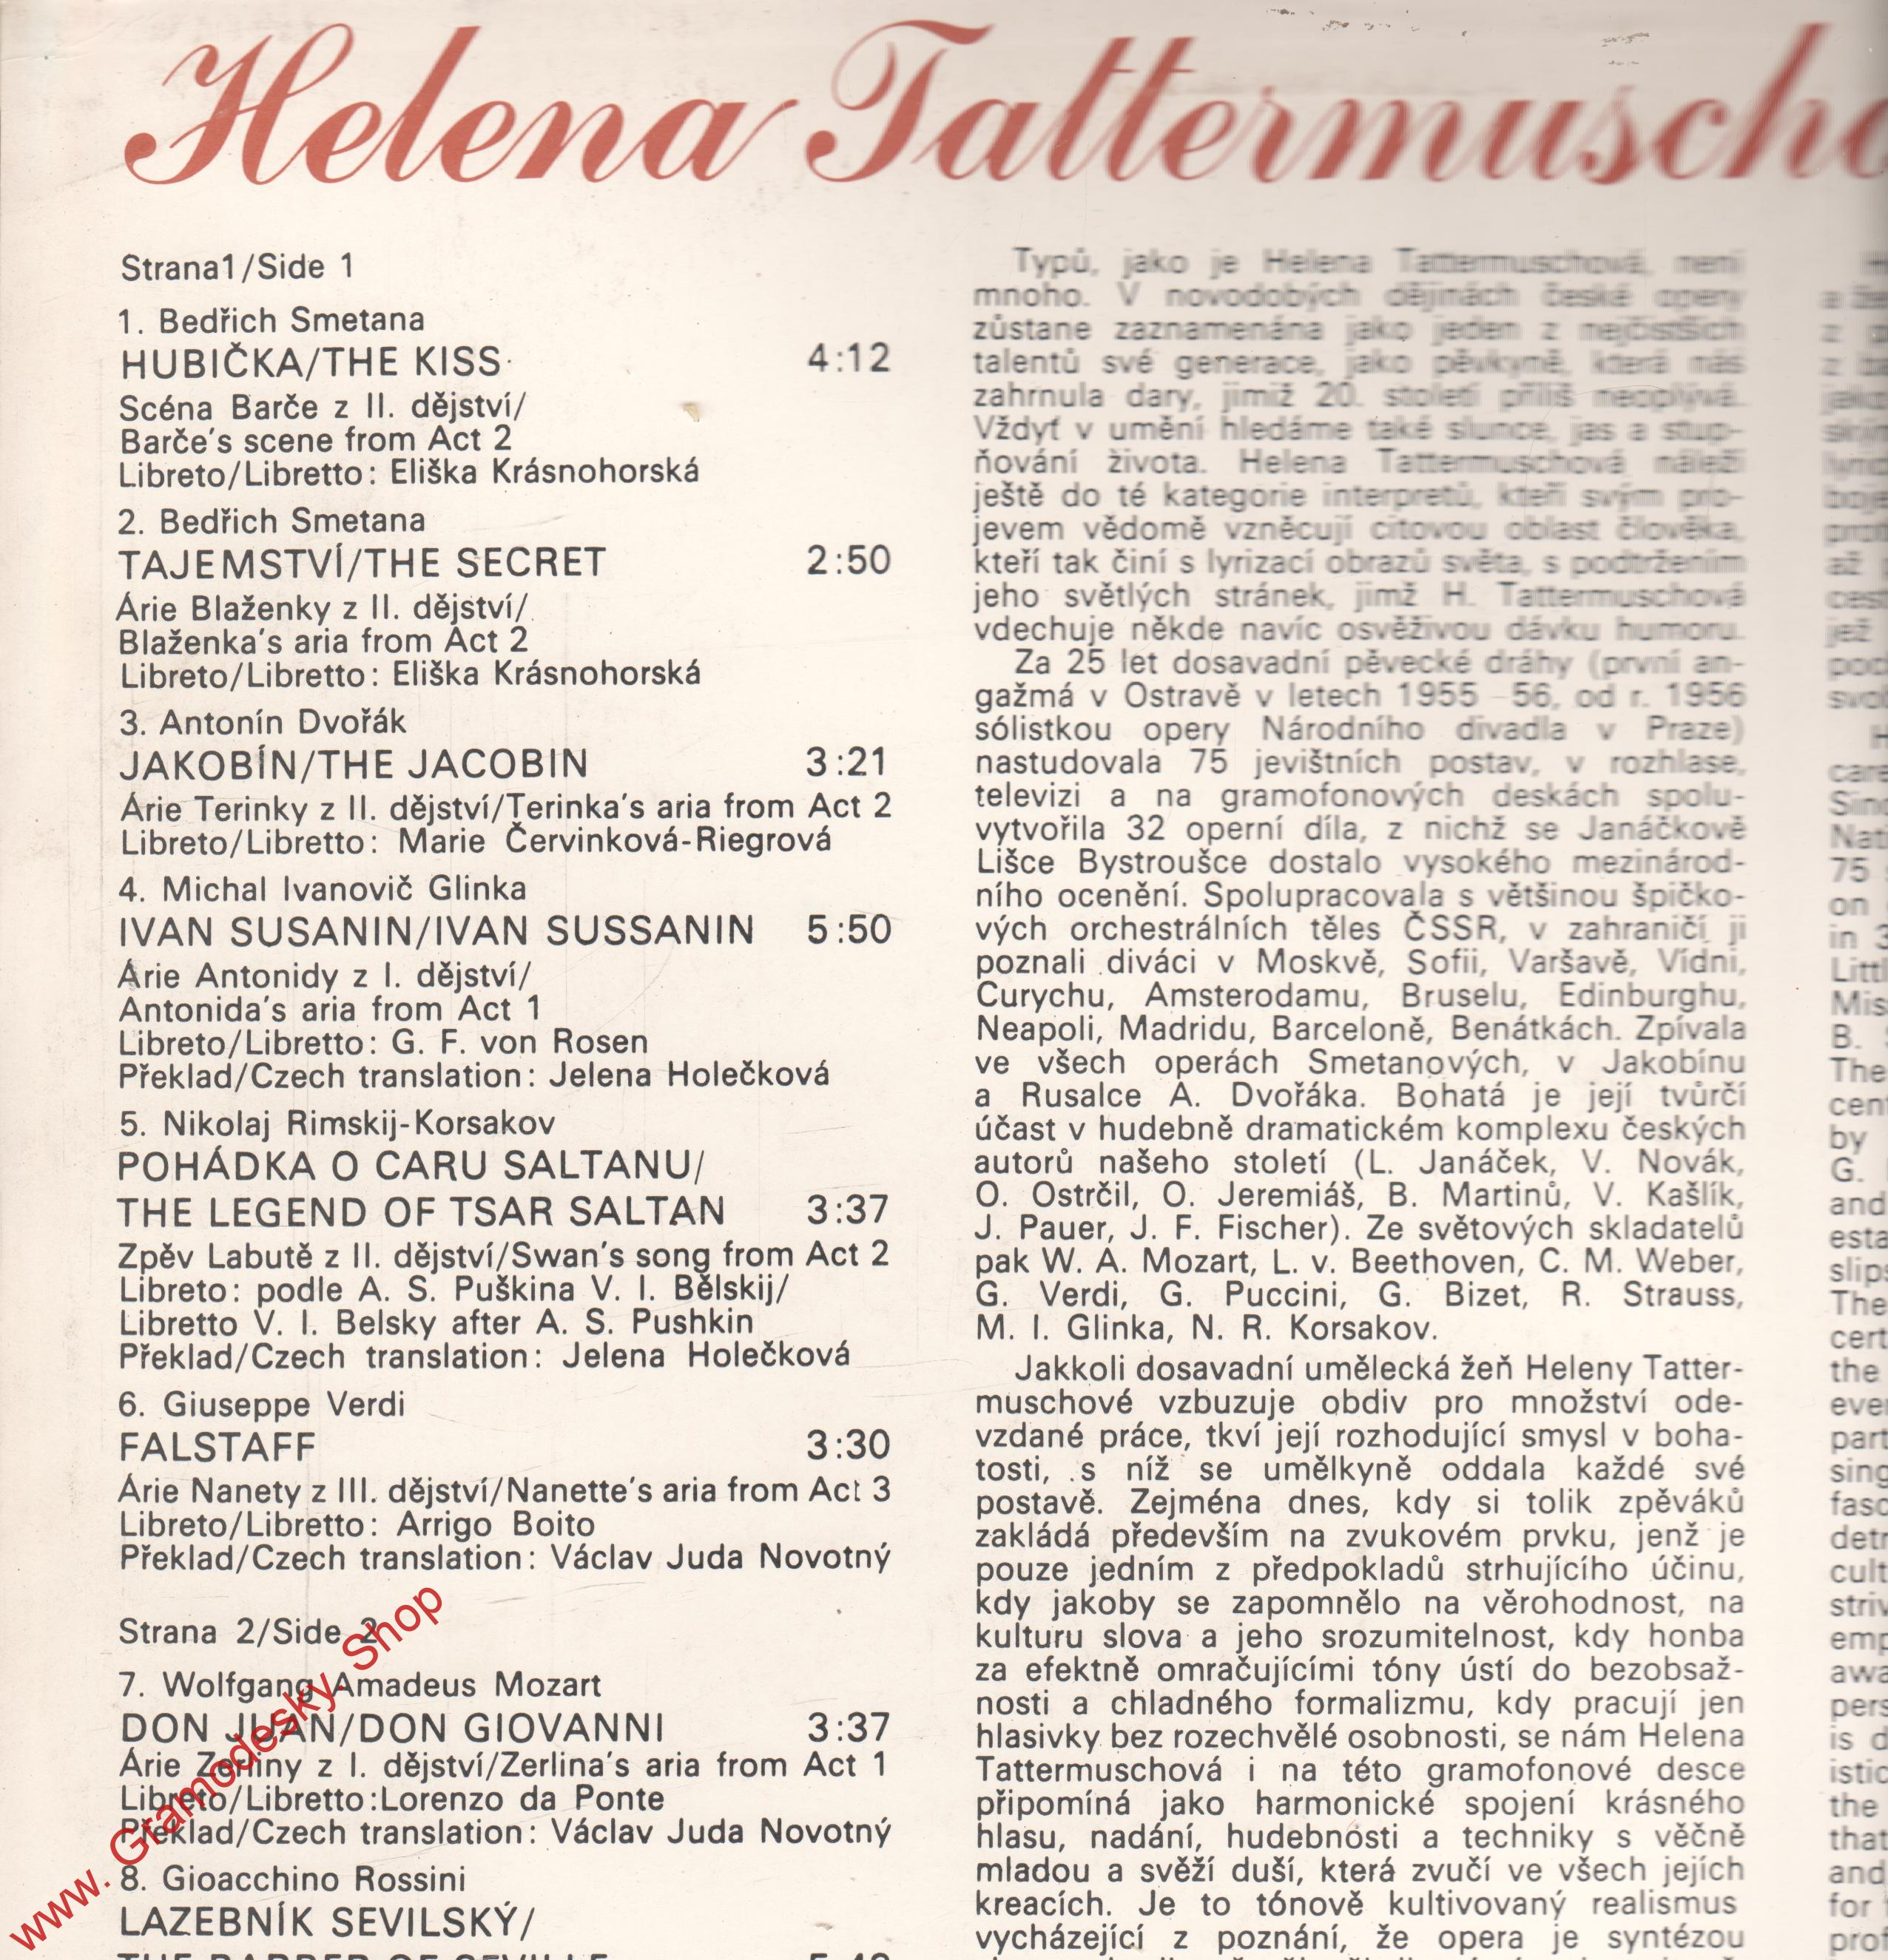 Helena Tattermuscho
Strana1/Side 1
1. Bedřich Smetana
HUBIČKA/THE KISS 4:12
Scéna Barče z II. dějství/
Barče's scene from Act 2
Libreto/Libretto: Eliška Krásnohorská
2. Bedřich Smetana
TAJEMSTVÍ/THE SECRET 2:50
Árie Blaženky z II. dějství/
Blaženka's aria from Act 2
Libreto/Libretto: Eliška Krásnohorská
3. Antonín Dvořák
JAKOBÍN/THE JACOBIN 3:21
Árie Terinky z II. dějství/Terinka's aria from Act 2
Libreto/Libretto: Marie Červinková-Riegrová
4. Michal Ivanovič Glinka
IVAN SUSANIN/IVAN SUSSANIN 5:50
Árie Antonidy z I. dějství/
Antonida's aria from Act 1
Libreto/Libretto: G. F. von Rosen
Překlad/Czech translation: Jelena Holečková
5. Nikolaj Rimskij-Korsakov
POHÁDKA O CARU SALTANU/
THE LEGEND OF TSAR SALTAN 3:37
Zpěv Labutě z II. dějství/Swan's song from Act 2
Libreto: podle A. S. Puškina V. I. Bělskij/
Libretto V. I. Belsky after A. S. Pushkin
Překlad/Czech translation: Jelena Holečková
6. Giuseppe Verdi
FALSTAFF 3:30
Árie Nanety z III. dějství/Nanette's aria from Act 3
Libreto/Libretto: Arrigo Boito
Překlad/Czech translation: Václav Juda Novotný
Strana 2/Side 2
7. Wolfgang Amadeus Mozart
DON JUAN/DON GIOVANNI 3:37
Árie Zerliny z I. dějství/Zerlina's aria from Act 1
Libreto/Libretto:Lorenzo da Ponte
Překlad/Czech translation: Václav Juda Novotný
8. Gioacchino Rossini
LAZEBNÍK SEVILSKÝ/
THE BARBER OF SEVILLE
Typů, jako je Helena Tattermuschová, není
mnoho. V novodobých dějinách české opery
zůstane zaznamenána jako jeden z nejčistších
talentů své generace, jako pěvkyně, která nás
zahrnula dary, jimiž 20. století příliš neoplývá.
Vždyť v umění hledáme také slunce, jas a stup-
ňování života. Helena Tattermuschová náleží
ještě do té kategorie interpretů, kteří svým pro-
jevem vědomě vzněcují citovou oblast člověka,
kteří tak činí s lyrizací obrazů světa, s podtržením
jeho světlých stránek, jimž H. Tattermuschová
vdechuje někde navíc osvěživou dávku humoru.
Za 25 let dosavadní pěvecké dráhy (první an-
gažmá v Ostravě v letech 1955–56, od r. 1956
sólistkou opery Národního divadla v Praze)
nastudovala 75 jevištních postav, v rozhlase,
televizi a na gramofonových deskách spolu-
vytvořila 32 operní díla, z nichž se Janáčkově
Lišce Bystroušce dostalo vysokého mezinárod-
ního ocenění. Spolupracovala s většinou špičko-
vých orchestrálních těles ČSSR, v zahraničí ji
poznali diváci v Moskvě, Sofii, Varšavě, Vídni,
Curychu, Amsterodamu, Bruselu, Edinburghu,
Neapoli, Madridu, Barceloně, Benátkách. Zpívala
ve všech operách Smetanových, v Jakobínu
a Rusalce A. Dvořáka. Bohatá je její tvůrčí
účast v hudebně dramatickém komplexu českých
autorů našeho století (L. Janáček, V. Novák,
O. Ostrčil, O. Jeremiáš, B. Martinů, V. Kašlík,
J. Pauer, J. F. Fischer). Ze světových skladatelů
pak W. A. Mozart, L. v. Beethoven, C. M. Weber,
G. Verdi, G. Puccini, G. Bizet, R. Strauss,
M. I. Glinka, N. R. Korsakov.
Jakkoli dosavadní umělecká žeň Heleny Tatter-
muschové vzbuzuje obdiv pro množství ode-
vzdané práce, tkví její rozhodující smysl v boha-
tosti, s níž se umělkyně oddala každé své
postavě. Zejména dnes, kdy si tolik zpěváků
zakládá především na zvukovém prvku, jenž je
pouze jedním z předpokladů strhujícího účinu,
kdy jakoby se zapomnělo na věrohodnost, na
kulturu slova a jeho srozumitelnost, kdy honba
za efektně omračujícími tóny ústí do bezobsaž-
nosti a chladného formalizmu, kdy pracují jen
hlasivky bez rozechvělé osobnosti, se nám Helena
Tattermuschová i na této gramofonové desce
připomíná jako harmonické spojení krásného
hlasu, nadání, hudebnosti a techniky s věčně
mladou a svěží duší, která zvučí ve všech jejích
kreacích. Je to tónově kultivovaný realismus
vycházející z poznání, že opera je syntézou
www. Gramodesky. Shop